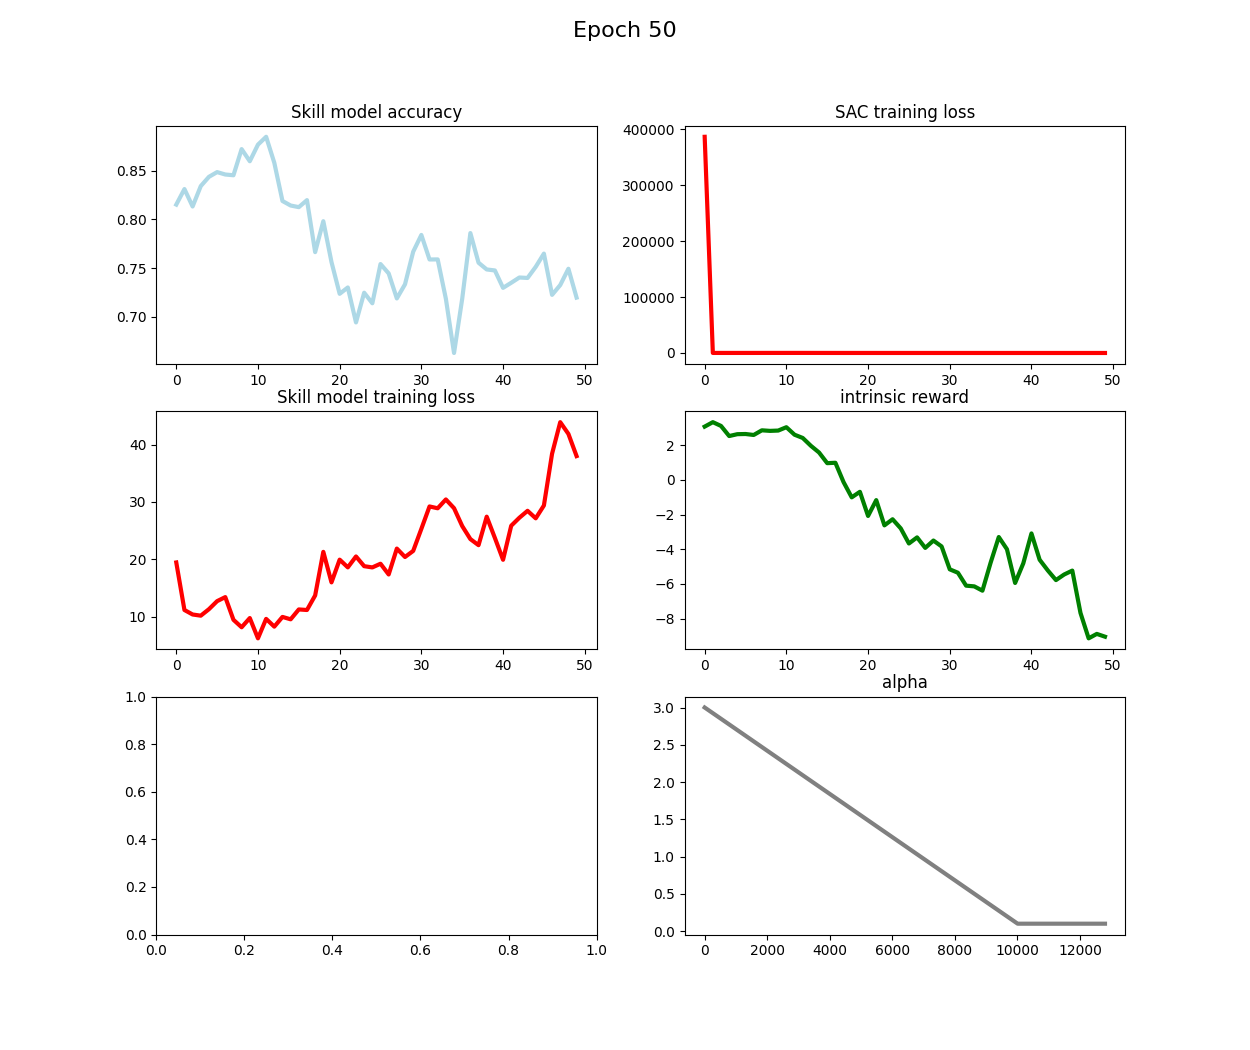 Epoch 50
Skill model accuracy
0.85
0.80
0.75
0.70
0 10 20 30 40 50
SAC training loss
400000
300000
200000
100000
0
0 10 20 30 40 50
Skill model training loss
40
30
20
10
0 10 20 30 40 50
intrinsic reward
2
0
−2
−4
−6
−8
0 10 20 30 40 50
1.0
0.8
0.6
0.4
0.2
0.0
0.0 0.2 0.4 0.6 0.8 1.0
alpha
3.0
2.5
2.0
1.5
1.0
0.5
0.0
0 2000 4000 6000 8000 10000 12000